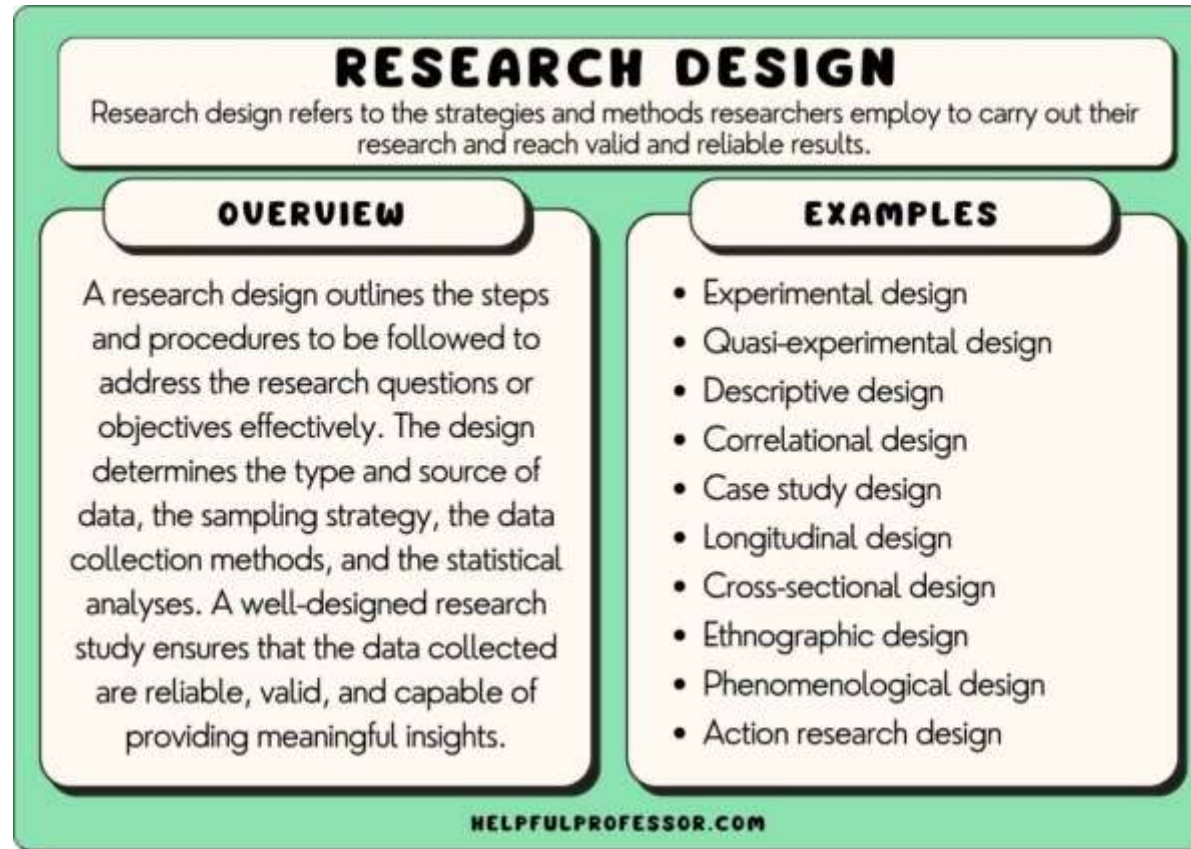 RESEARCH DESIGN
Research design refers to the strategies and methods researchers employ to carry out their
research and reach valid and reliable results.
OVERVIEW
A research design outlines the steps
and procedures to be followed to
address the research questions or
objectives effectively. The design
determines the type and source of
data, the sampling strategy, the data
collection methods, and the statistical
analyses. A well-designed research
study ensures that the data collected
are reliable, valid, and capable of
providing meaningful insights.
EXAMPLES
• Experimental design
• Quasi-experimental design
• Descriptive design
• Correlational design
• Case study design
• Longitudinal design
• Cross-sectional design
• Ethnographic design
• Phenomenological design
• Action research design
HELPFULPROFESSOR.COM